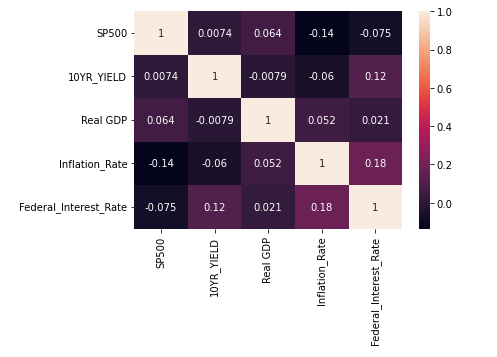 SP500 1 0.0074 0.064 -0.14 -0.075
10YR_YIELD 0.0074 1 -0.0079 -0.06 0.12
Real GDP 0.064 -0.0079 1 0.052 0.021
Inflation_Rate -0.14 -0.06 0.052 1 0.18
Federal_Interest_Rate -0.075 0.12 0.021 0.18 1
SP500
10YR_YIELD
Real GDP
Inflation_Rate
Federal_Interest_Rate
1.0
0.8
0.6
0.4
0.2
0.0